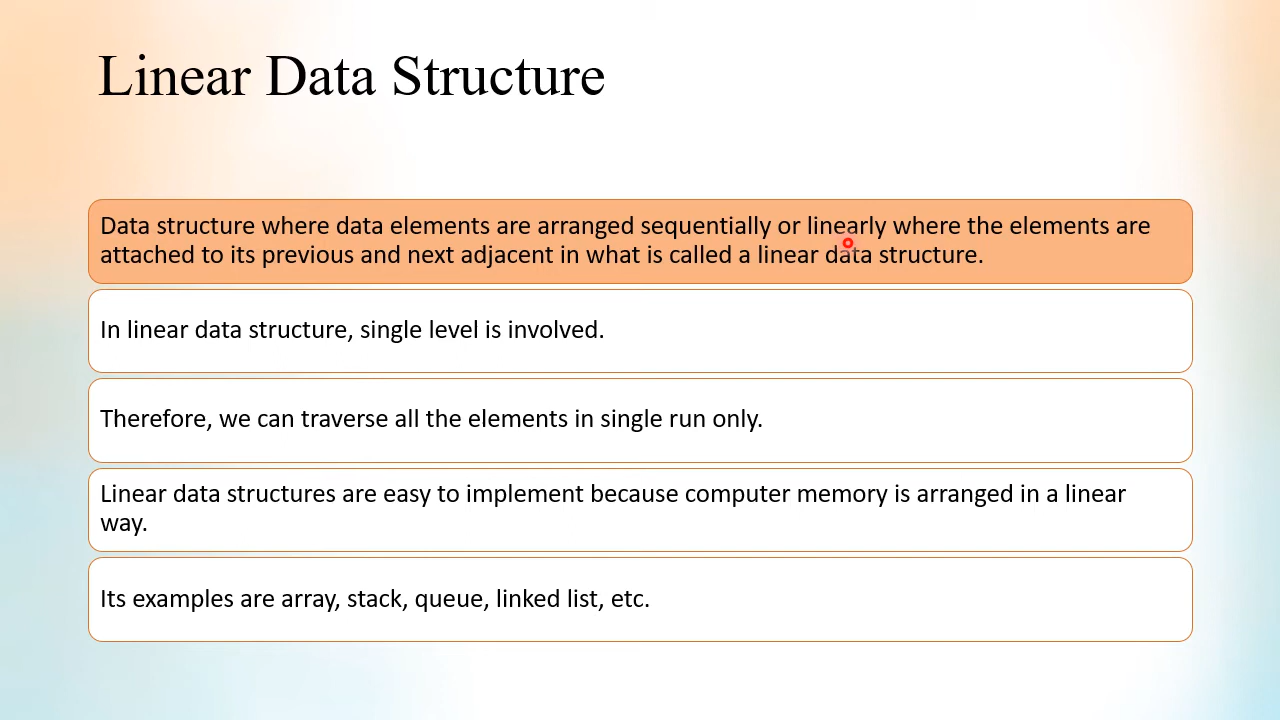 Linear Data Structure
Data structure where data elements are arranged sequentially or linearly where the elements are
attached to its previous and next adjacent in what is called a linear data structure.
In linear data structure, single level is involved.
Therefore, we can traverse all the elements in single run only.
Linear data structures are easy to implement because computer memory is arranged in a linear
way.
Its examples are array, stack, queue, linked list, etc.